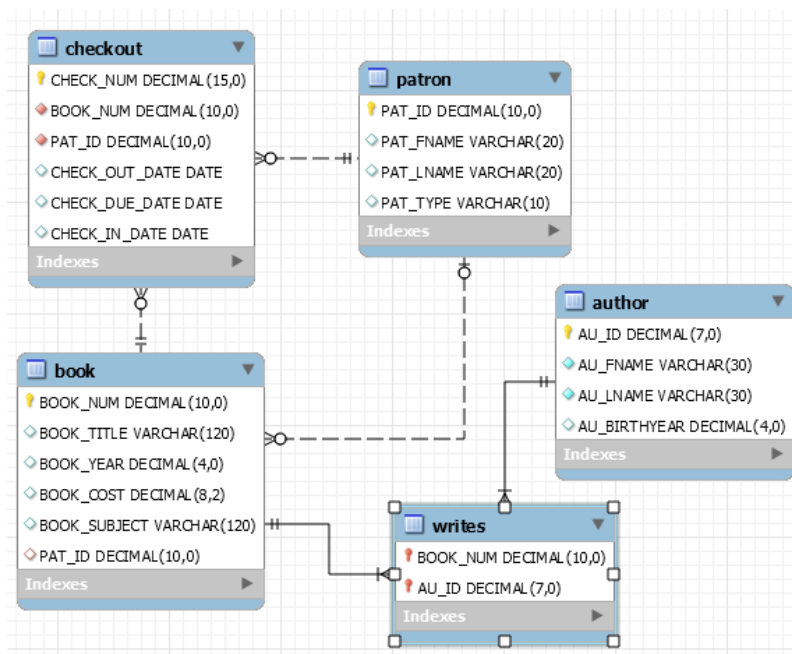 checkout
CHECK_NUM DECIMAL(15,0)
BOOK_NUM DECIMAL(10,0)
PAT_ID DECIMAL(10,0)
CHECK_OUT_DATE DATE
CHECK_DUE_DATE DATE
CHECK_IN_DATE DATE
Indexes
patron
PAT_ID DECIMAL(10,0)
PAT_FNAME VARCHAR(20)
PAT_LNAME VARCHAR(20)
PAT_TYPE VARCHAR(10)
Indexes
author
AU_ID DECIMAL(7,0)
AU_FNAME VARCHAR(30)
AU_LNAME VARCHAR(30)
AU_BIRTHYEAR DECIMAL(4,0)
Indexes
book
BOOK_NUM DECIMAL(10,0)
BOOK_TITLE VARCHAR(120)
BOOK_YEAR DECIMAL(4,0)
BOOK_COST DECIMAL(8,2)
BOOK_SUBJECT VARCHAR(120)
PAT_ID DECIMAL(10,0)
Indexes
writes
BOOK_NUM DECIMAL(10,0)
AU_ID DECIMAL(7,0)
Indexes